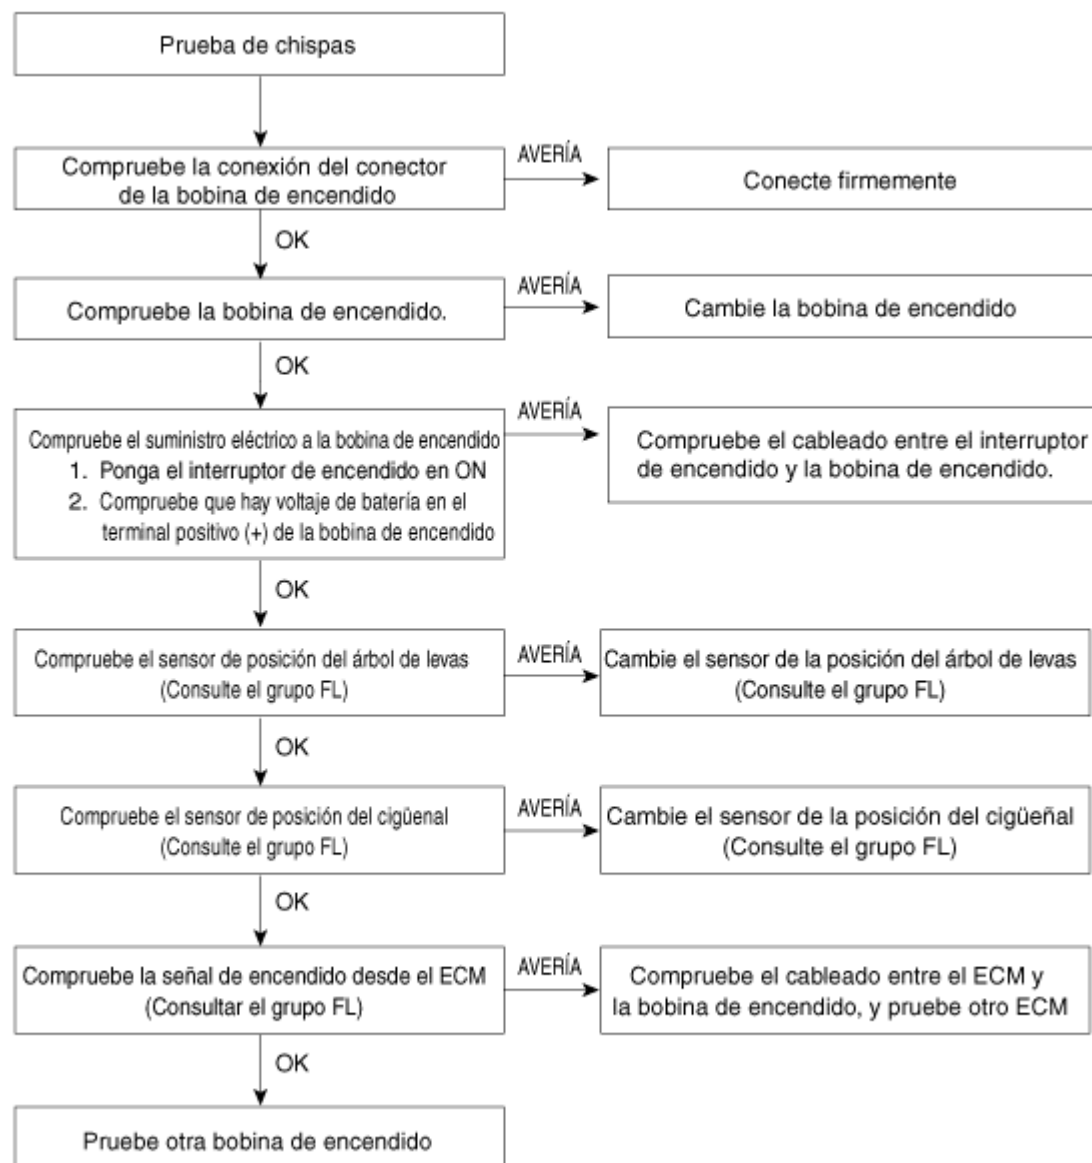 Prueba de chispas
Compruebe la conexión del conector
de la bobina de encendido
AVERÍA
Conecte firmemente
OK
Compruebe la bobina de encendido.
AVERÍA
Cambie la bobina de encendido
OK
Compruebe el suministro eléctrico a la bobina de encendido
1. Ponga el interruptor de encendido en ON
2. Compruebe que hay voltaje de batería en el
terminal positivo (+) de la bobina de encendido
AVERÍA
Compruebe el cableado entre el interruptor
de encendido y la bobina de encendido.
OK
Compruebe el sensor de posición del árbol de levas
(Consulte el grupo FL)
AVERÍA
Cambie el sensor de la posición del árbol de levas
(Consulte el grupo FL)
OK
Compruebe el sensor de posición del cigüenal
(Consulte el grupo FL)
AVERÍA
Cambie el sensor de la posición del cigüeñal
(Consulte el grupo FL)
OK
Compruebe la señal de encendido desde el ECM
(Consultar el grupo FL)
AVERÍA
Compruebe el cableado entre el ECM y
la bobina de encendido, y pruebe otro ECM
OK
Pruebe otra bobina de encendido